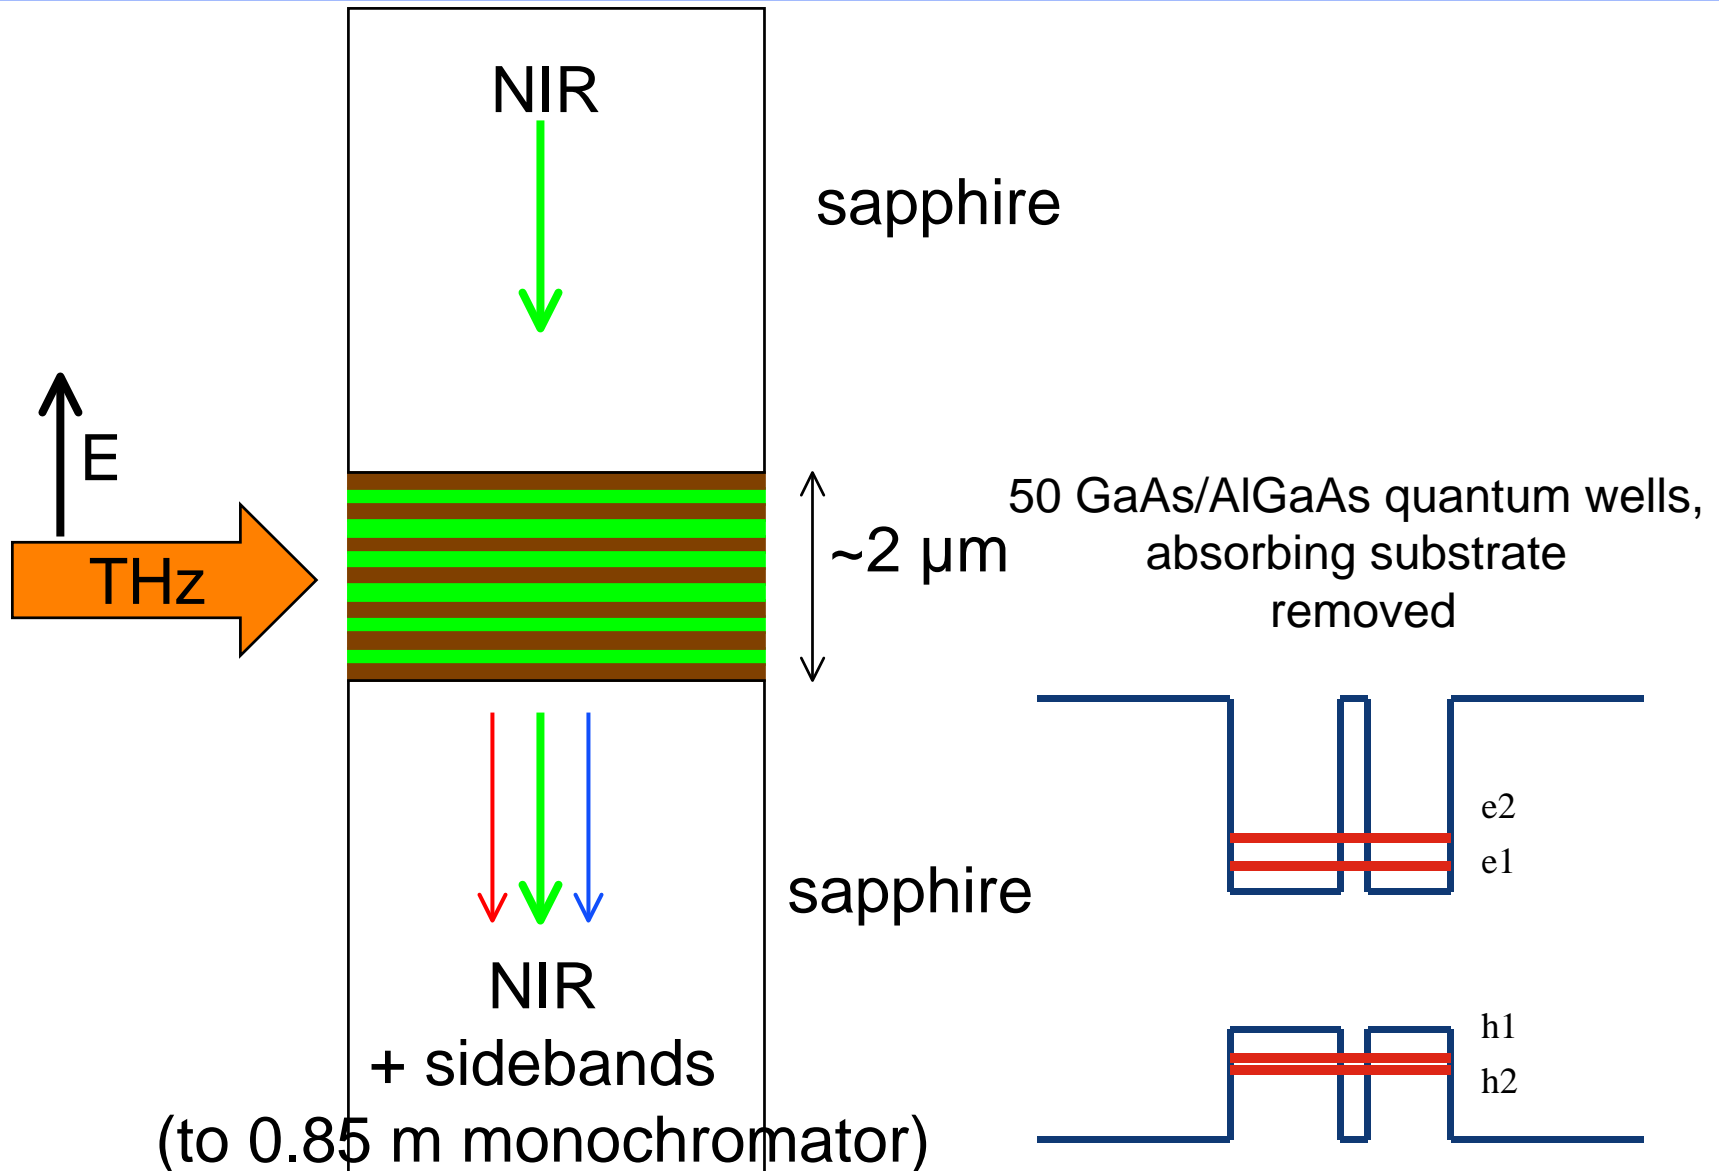 NIR
sapphire
E
THz
~2 µm
50 GaAs/AlGaAs quantum wells,
absorbing substrate
removed
e2
e1
sapphire
NIR
+ sidebands
(to 0.85 m monochromator)
h1
h2